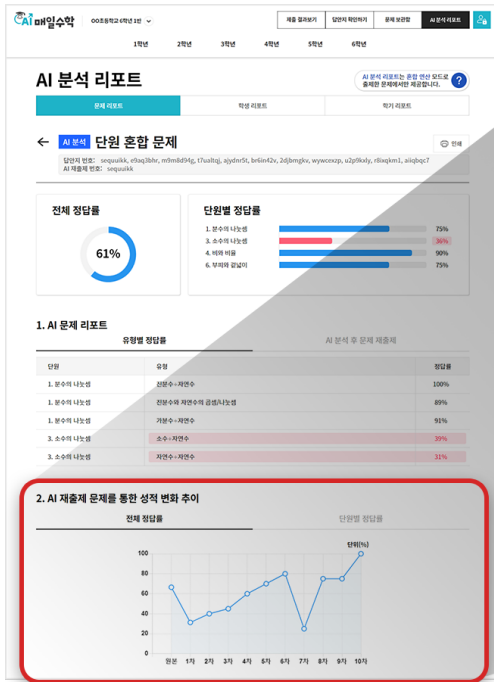 AI 매일수학
OO초등학교 6학년 1반
제출 결과보기
답안지 확인하기
문제 보관함
AI 분석 리포트
1학년 2학년 3학년 4학년 5학년 6학년
AI 분석 리포트
AI 분석 리포트는 혼합 연산 모드로
출제한 문제에서만 제공합니다.
?
문제 리포트
학생 리포트
학기 리포트
AI 분석 단원 혼합 문제
인쇄
답안지 번호:
AI 재출제 번호: sequuikk
전체 정답률
61%
단원별 정답률
1. 분수의 나눗셈 75%
3. 소수의 나눗셈 36%
4. 비와 비율 90%
6. 부피와 겉넓이 75%
1. AI 문제 리포트
유형별 정답률
AI 분석 후 문제 재출제
단원 유형 정답률
1. 분수의 나눗셈 진분수÷자연수 100%
1. 분수의 나눗셈 진분수와 자연수의 곱셈/나눗셈 89%
1. 분수의 나눗셈 가분수÷자연수 91%
3. 소수의 나눗셈 소수÷자연수 39%
3. 소수의 나눗셈 자연수÷자연수 31%
2. AI 재출제 문제를 통한 성적 변화 추이
전체 정답률
단원별 정답률
단위(%)
100
80
60
40
20
0
원본 1차 2차 3차 4차 5차 6차 7차 8차 9차 10차